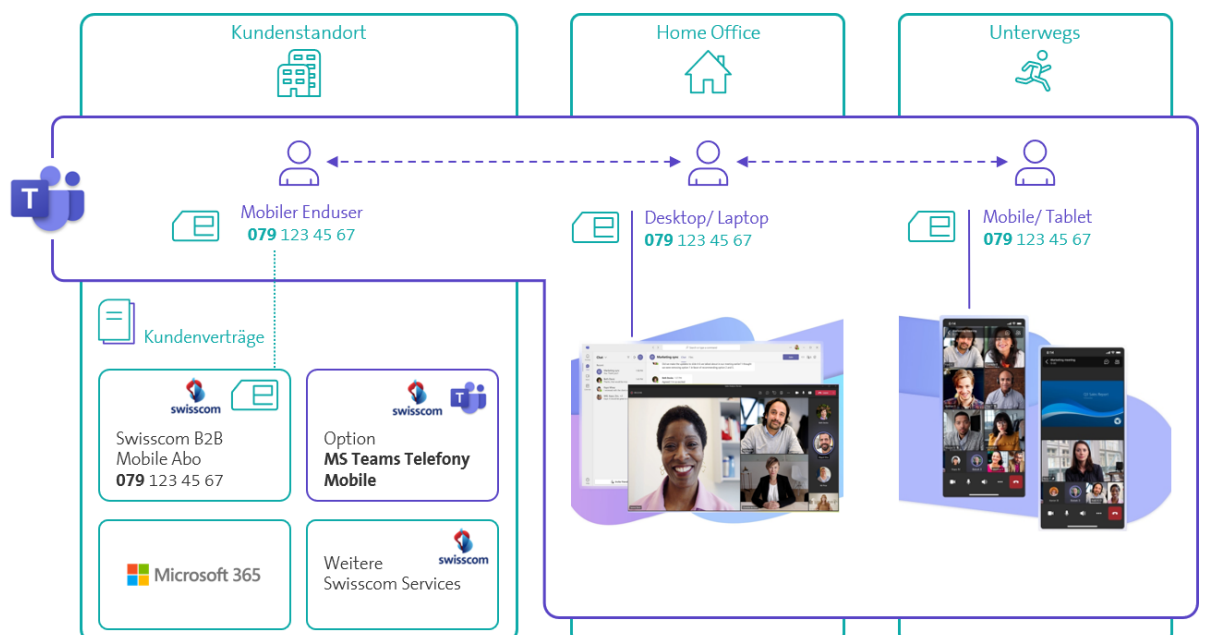 Kundenstandort
Home Office
Unterwegs
T
Mobiler Enduser
079 123 45 67
Desktop/ Laptop
079 123 45 67
Mobile/ Tablet
079 123 45 67
Kundenverträge
swisscom
Swisscom B2B
Mobile Abo
079 123 45 67
swisscom
T
Option
MS Teams Telefony
Mobile
Microsoft 365
swisscom
Weitere
Swisscom Services